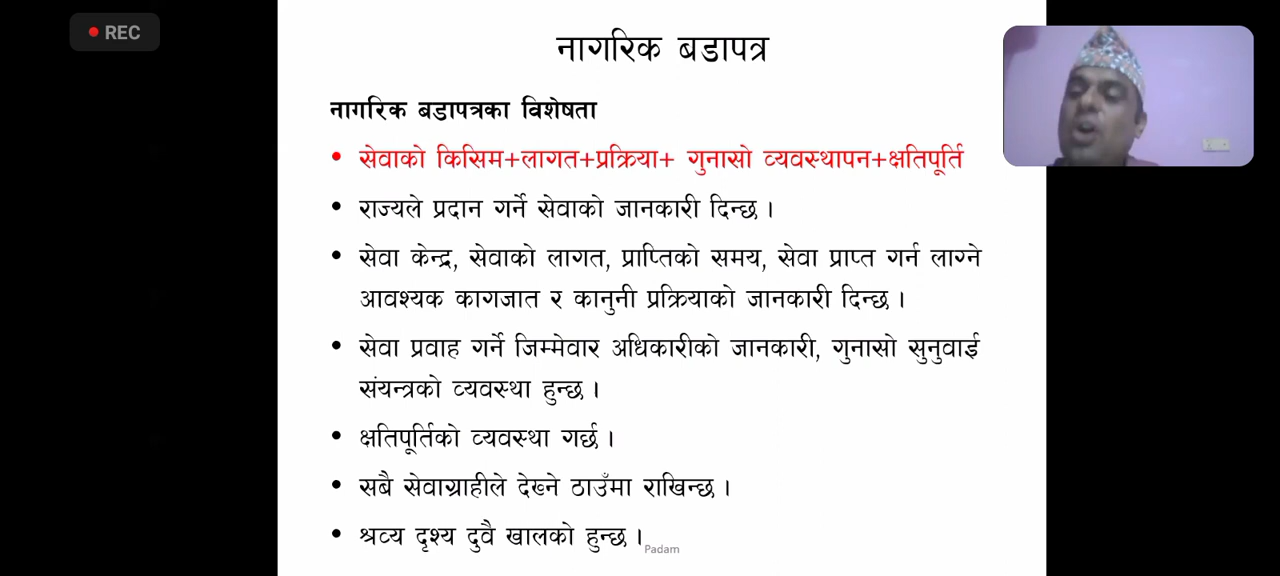 REC
नागरिक बडापत्र
नागरिक बडापत्रका विशेषता
• सेवाको किसिम+लागत+प्रक्रिया+ गुनासो व्यवस्थापन+क्षतिपूर्ति
• राज्यले प्रदान गर्ने सेवाको जानकारी दिन्छ ।
• सेवा केन्द्र, सेवाको लागत, प्राप्तिको समय, सेवा प्राप्त गर्न लाग्ने
आवश्यक कागजात र कानुनी प्रक्रियाको जानकारी दिन्छ ।
• सेवा प्रवाह गर्ने जिम्मेवार अधिकारीको जानकारी, गुनासो सुनुवाई
संयन्त्रको व्यवस्था हुन्छ ।
• क्षतिपूर्तिको व्यवस्था गर्छ ।
• सबै सेवाग्राहीले देख्ने ठाउँमा राखिन्छ ।
• श्रव्य दृश्य दुवै खालको हुन्छ ।
Padam